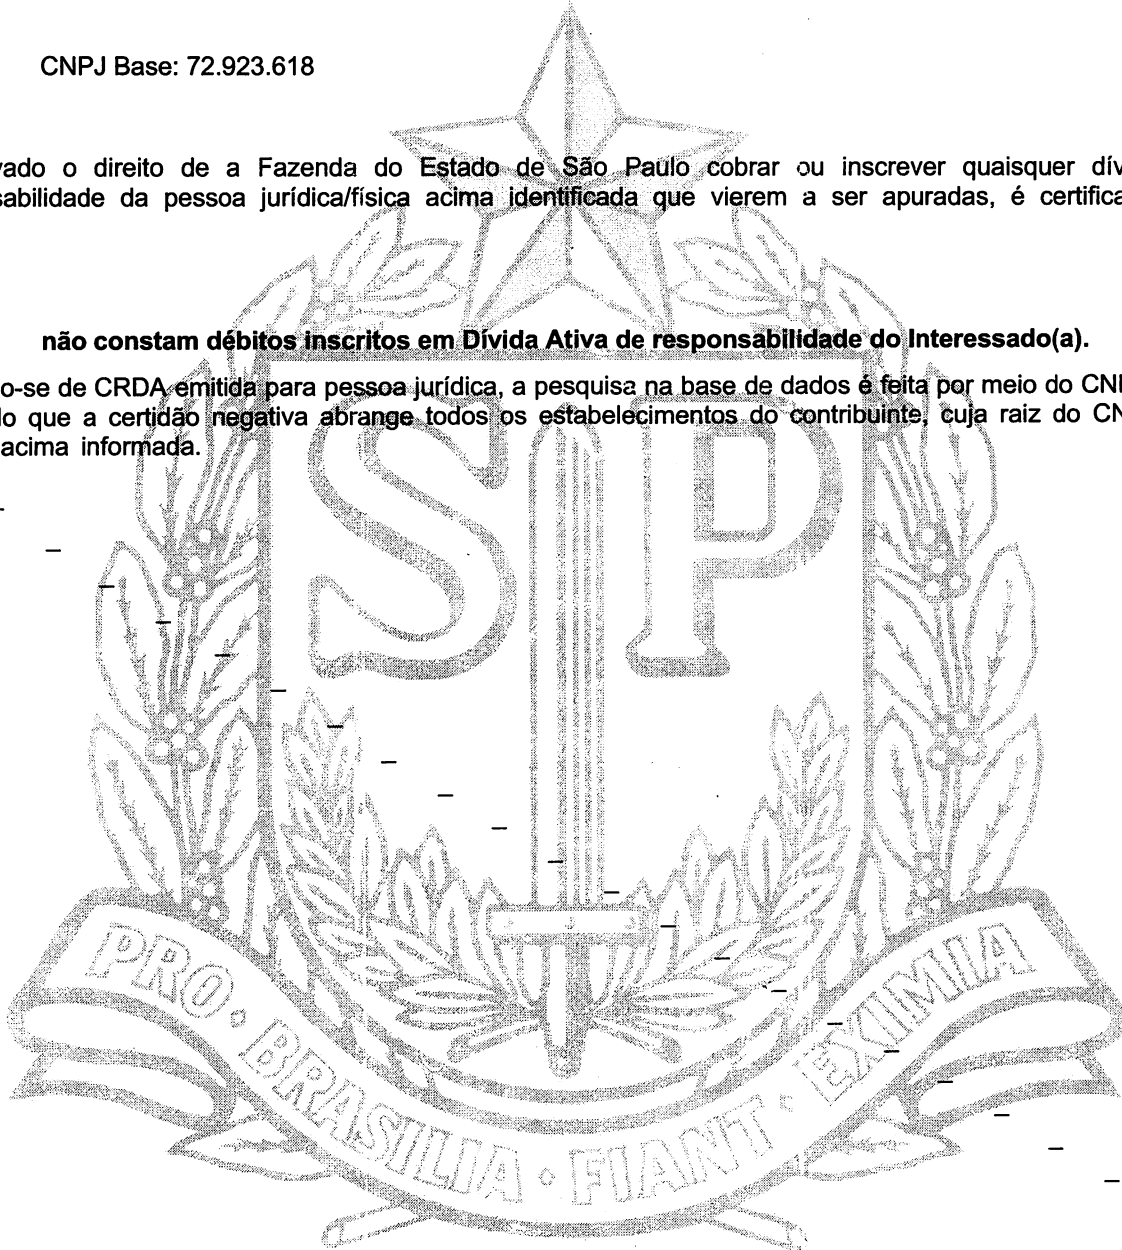 CNPJ Base: 72.923.618
vado o direito de a Fazenda do Estado de São Paulo cobrar ou inscrever quaisquer dív
sabilidade da pessoa jurídica/física acima identificada que vierem a ser apuradas, é certifica
não constam débitos inscritos em Dívida Ativa de responsabilidade do Interessado(a).
o-se de CRDA emitida para pessoa jurídica, a pesquisa na base de dados é feita por meio do CNP
do que a certidão negativa abrange todos os estabelecimentos do contribuinte, cuja raiz do CN
acima informada.
SP
PRO · BRASILIA · FIANT · EXIMIA